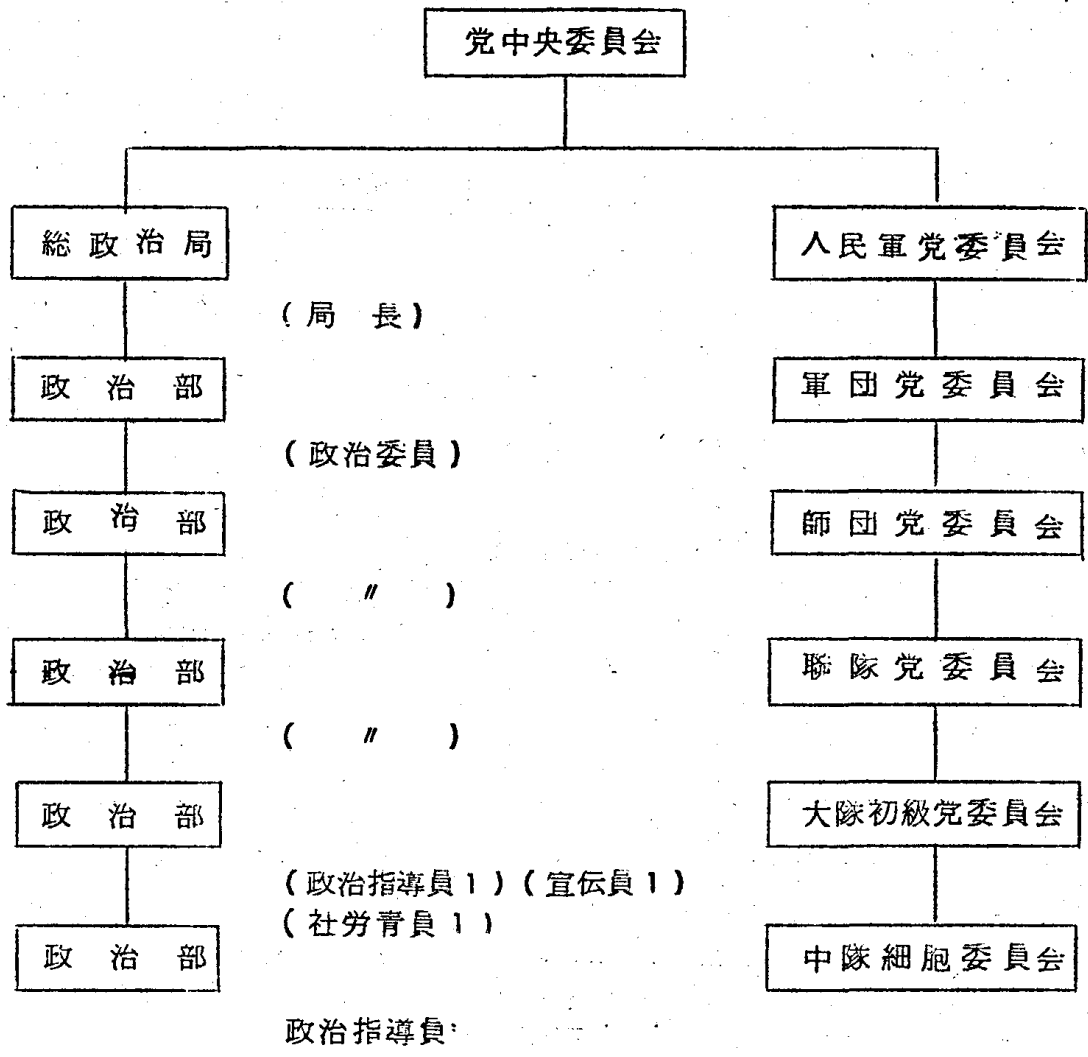 党中央委員会
総政治局
人民軍党委員会
(局 長)
政治部
軍団党委員会
(政治委員)
政治部
師団党委員会
( 〃 )
政治部
聯隊党委員会
( 〃 )
政治部
大隊初級党委員会
(政治指導員1)(宣伝員1)
(社労青員1)
政治部
中隊細胞委員会
政治指導員: